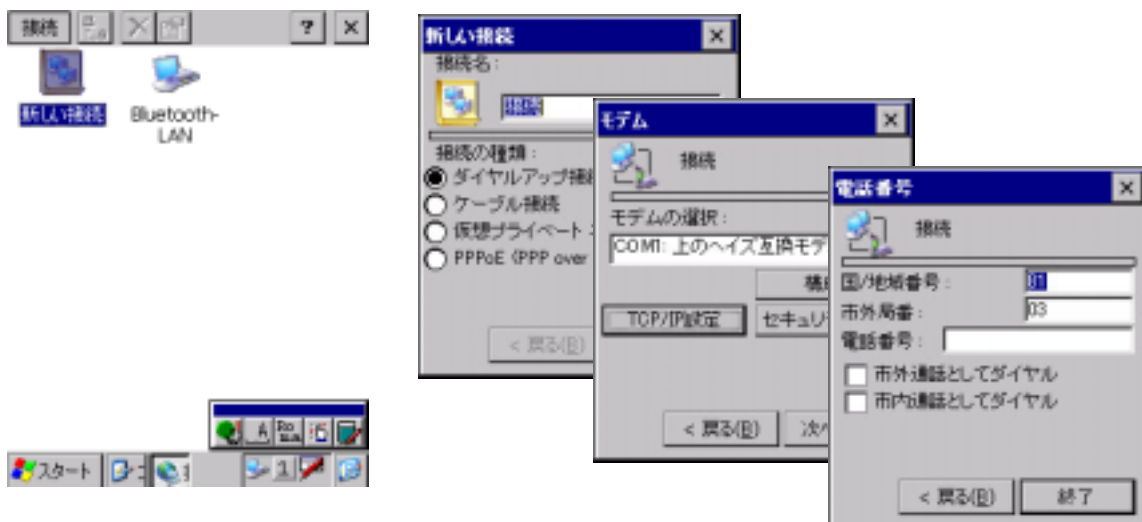 接続
? ×
新しい接続
Bluetooth-
LAN
スタート
新しい接続 ×
接続名:
接続
接続の種類:
ダイヤルアップ接続
ケーブル接続
仮想プライベート
PPPoE (PPP over
< 戻る(B)
モデム ×
接続
モデムの選択:
COM1: 上のヘイズ互換モデ
構成
TCP/IP設定
セキュリ
< 戻る(B)
次へ
電話番号 ×
接続
国/地域番号:
81
市外局番:
03
電話番号:
市外通話としてダイヤル
市内通話としてダイヤル
< 戻る(B)
終了